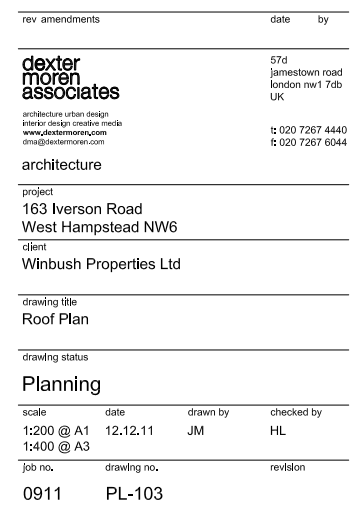 rev amendments date by
dexter
moren
associates
57d
jamestown road
london nw1 7db
UK
architecture urban design
interior design creative media
www.dextermoren.com
dma@dextermoren.com
t: 020 7267 4440
f: 020 7267 6044
architecture
project
163 Iverson Road
West Hampstead NW6
client
Winbush Properties Ltd
drawing title
Roof Plan
drawing status
Planning
scale date drawn by checked by
1:200 @ A1 12.12.11 JM HL
1:400 @ A3
job no. drawing no. revision
0911 PL-103